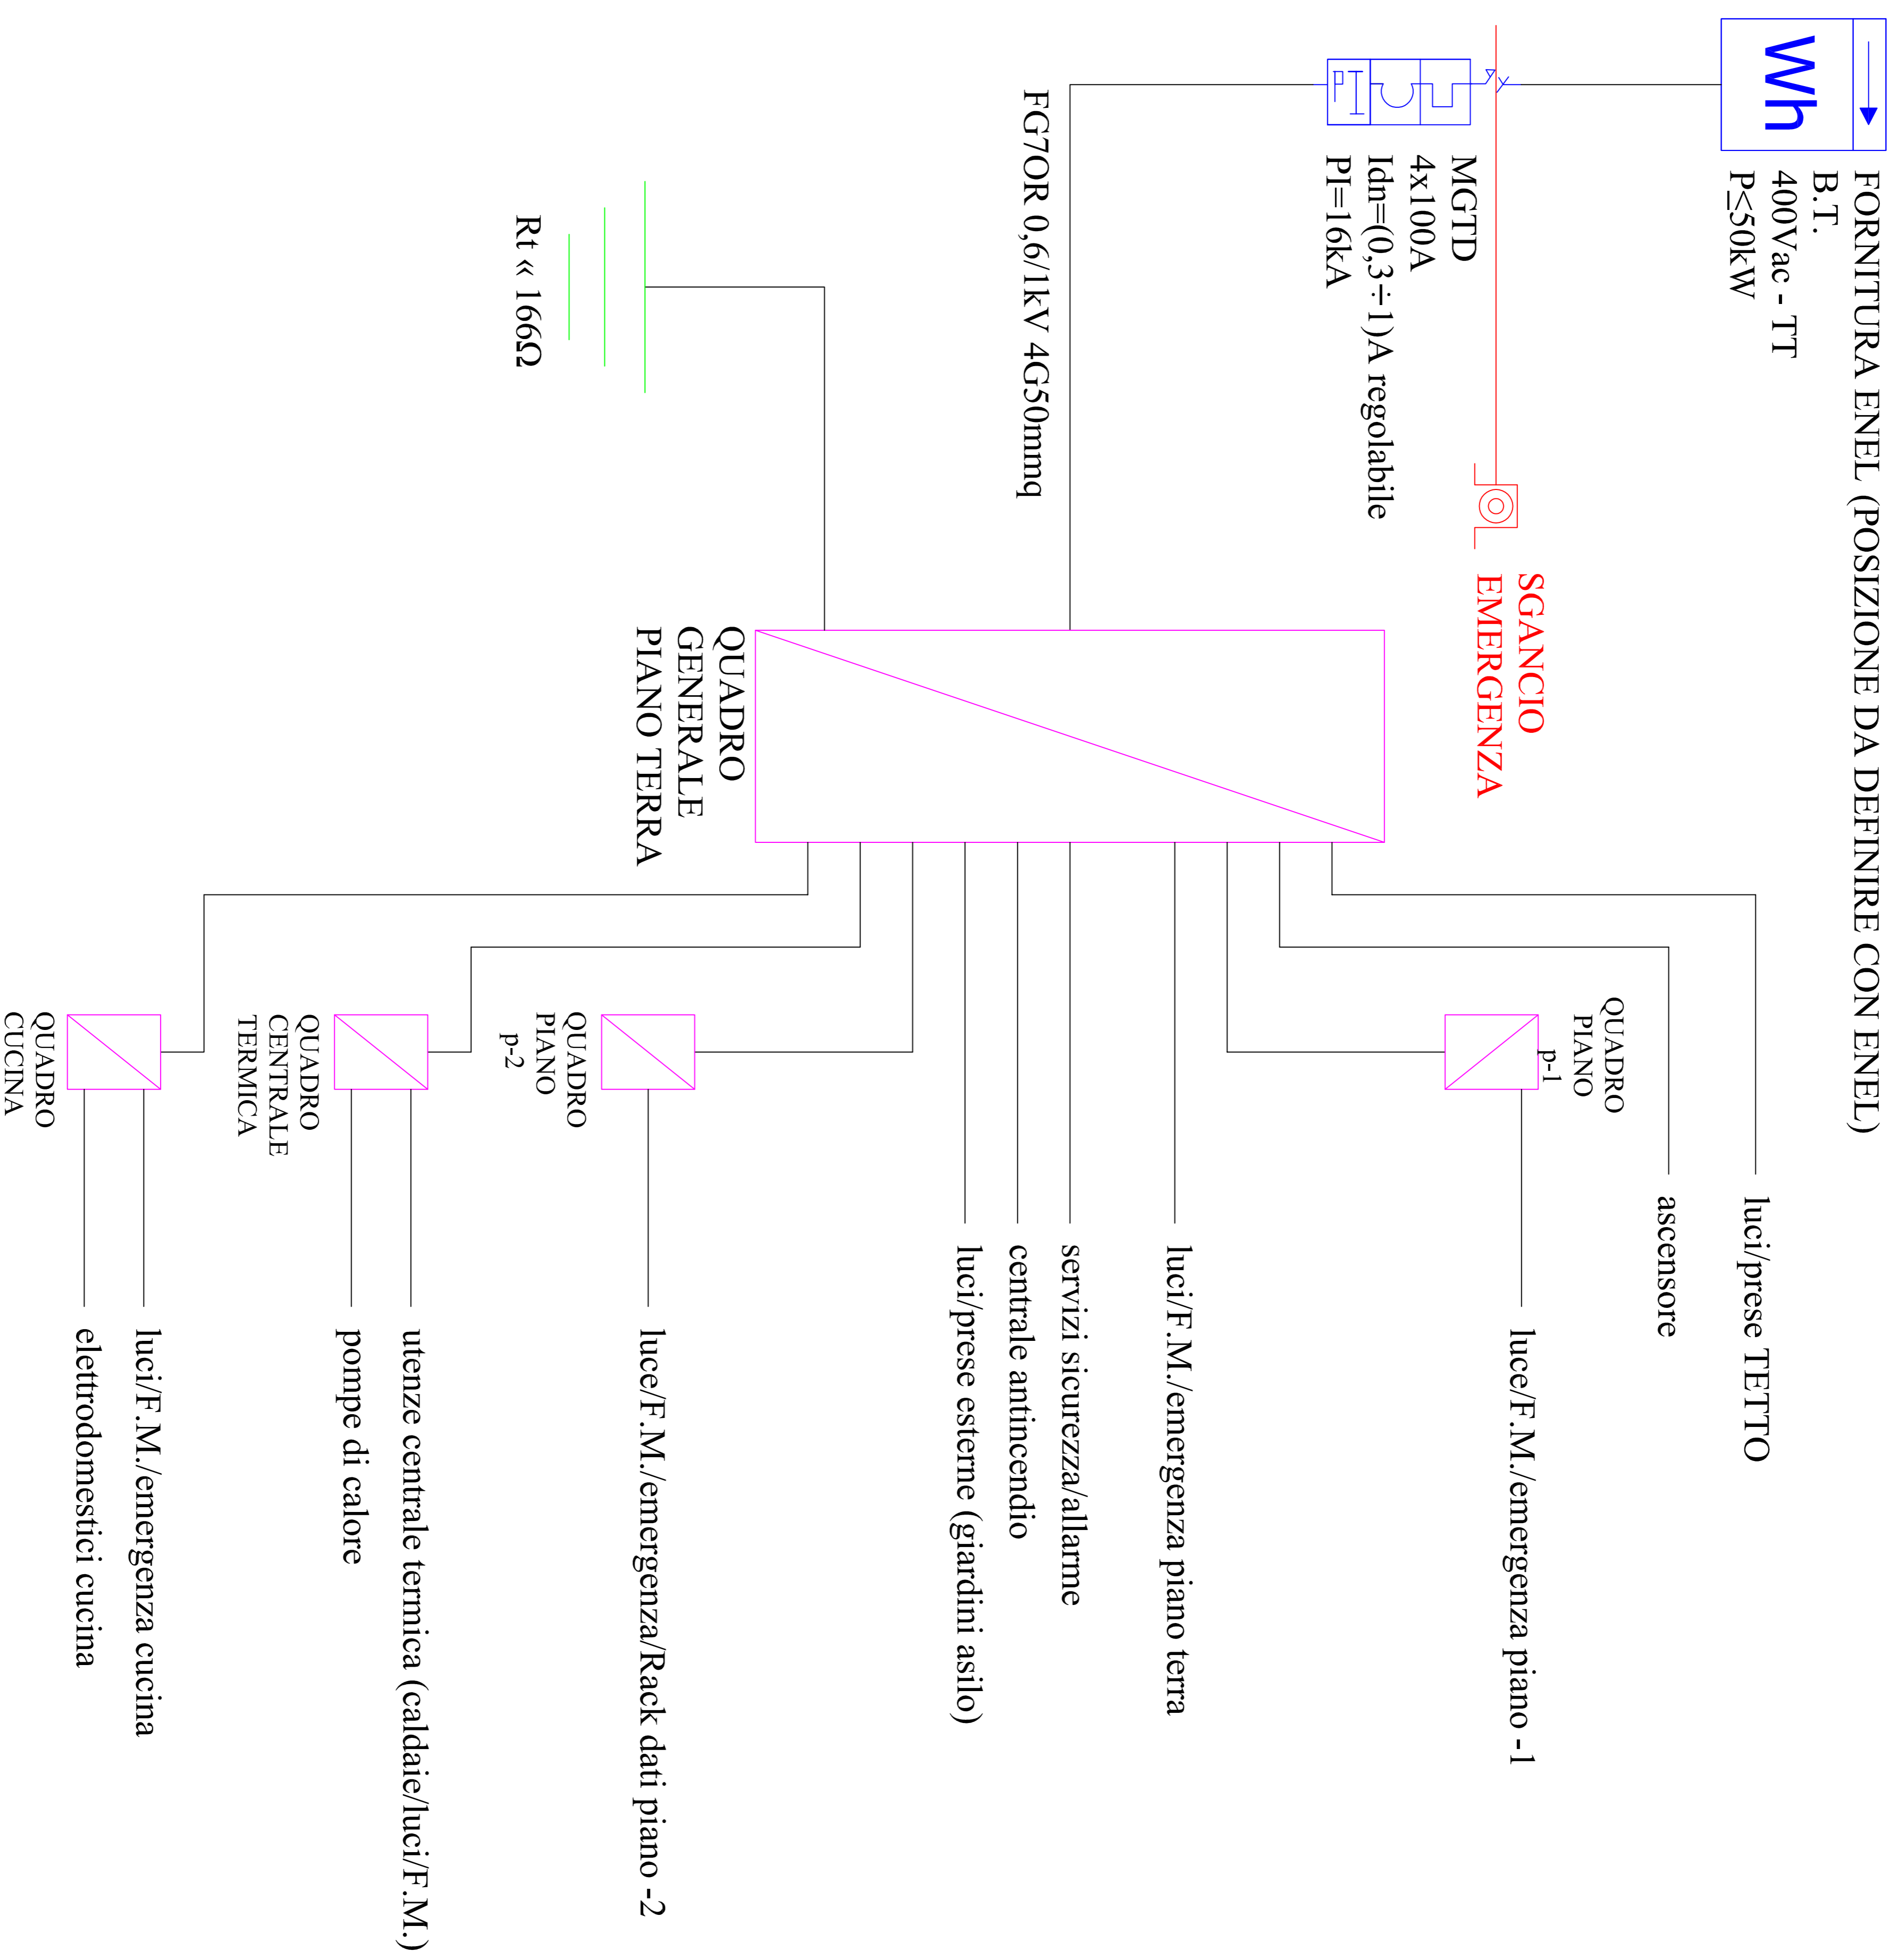 FORNITURA ENEL (POSIZIONE DA DEFINIRE CON ENEL)
B.T.
400Vac - TT
P≤50kW
Wh
SGANCIO
EMERGENZA
MGTD
4x100A
Idn=(0,3÷1)A regolabile
PI=16kA
PI
FG7OR 0,6/1kV 4G50mmq
Rt « 166Ω
QUADRO
GENERALE
PIANO TERRA
luci/prese TETTO
ascensore
QUADRO
PIANO
p-1
luce/F.M./emergenza piano -1
luci/F.M./emergenza piano terra
servizi sicurezza/allarme
centrale antincendio
luci/prese esterne (giardini asilo)
QUADRO
PIANO
p-2
luce/F.M./emergenza/Rack dati piano -2
utenze centrale termica (caldaie/luci/F.M.)
pompe di calore
QUADRO
CENTRALE
TERMICA
luci/F.M./emergenza cucina
elettrodomestici cucina
QUADRO
CUCINA